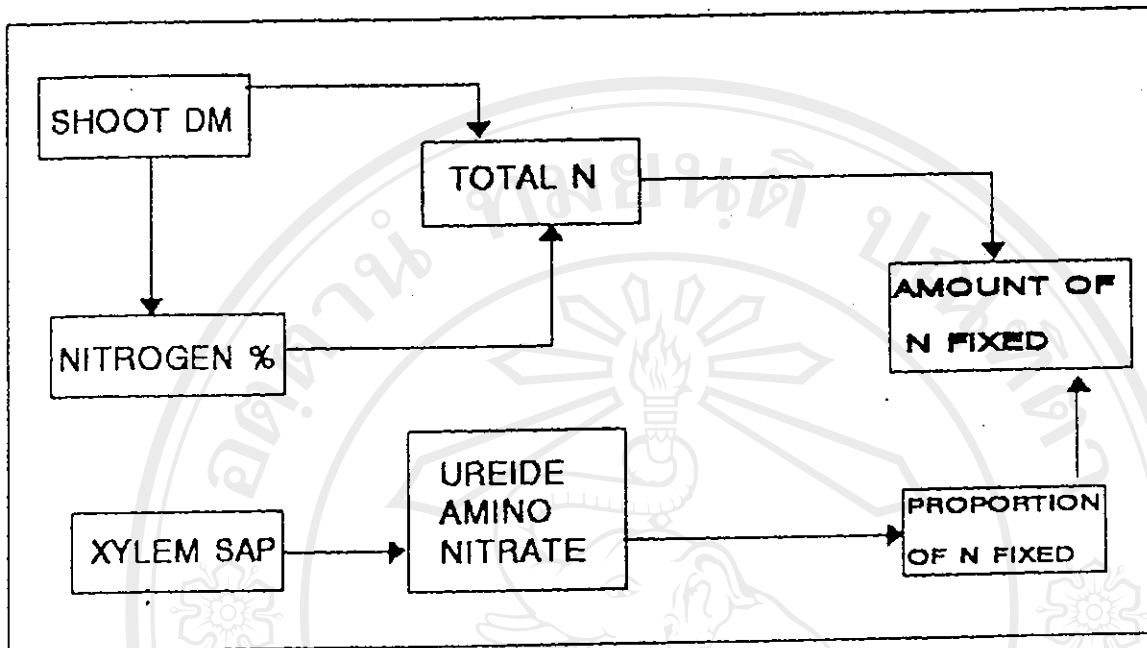 SHOOT DM
TOTAL N
AMOUNT OF
N FIXED
NITROGEN %
UREIDE
AMINO
NITRATE
XYLEM SAP
PROPORTION
OF N FIXED